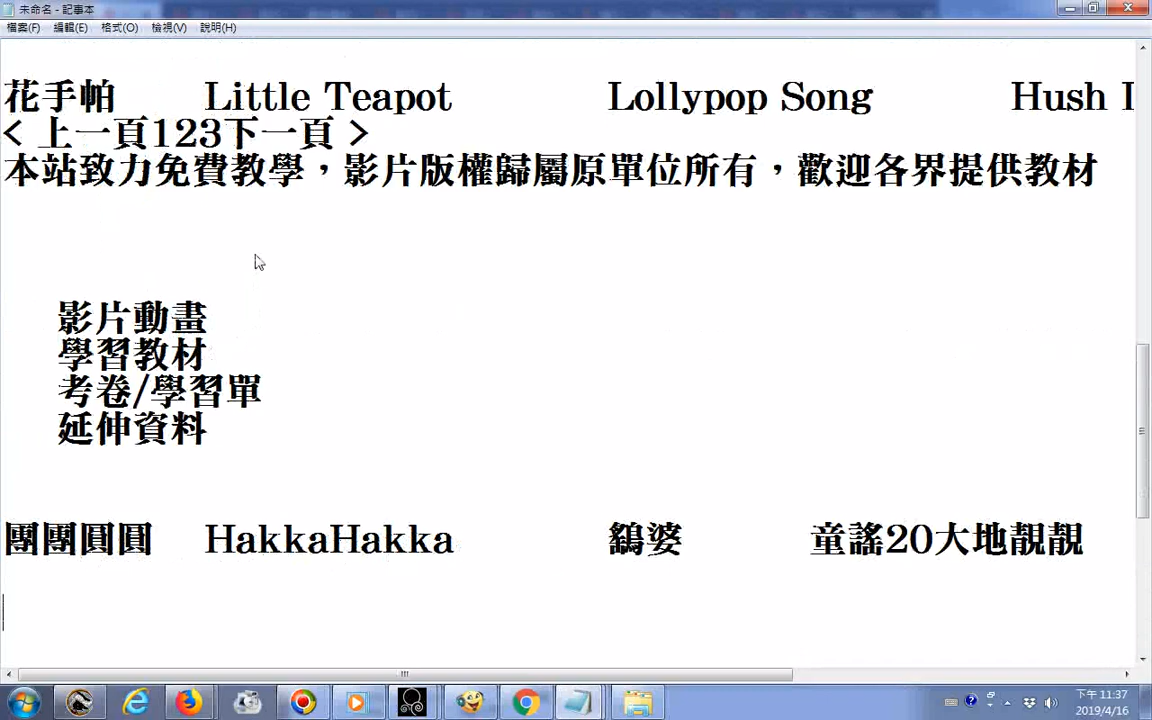 未命名 - 記事本
檔案(F) 編輯(E) 格式(O) 檢視(V) 說明(H)
花手帕 Little Teapot Lollypop Song Hush
< 上一頁123下一頁 >
本站致力免費教學，影片版權歸屬原單位所有，歡迎各界提供教材
影片動畫
學習教材
考卷/學習單
延伸資料
團團圓圓 HakkaHakka 鷂婆 童謠20大地靚靚
下午 11:37
2019/4/16